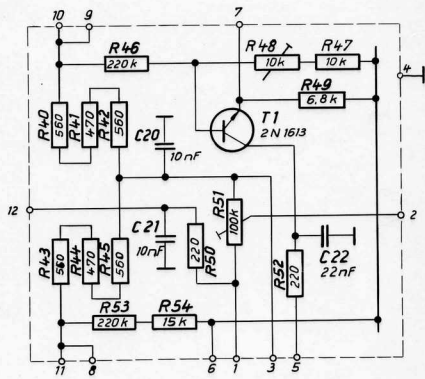 10
9
7
R46
220k
R48
10k
R47
10k
4
R49
6,8k
R40
560
R41
470
R42
560
C20
10nF
T1
2N1613
12
C21
10nF
R51
100k
2
R43
560
R44
470
R45
560
220
R50
C22
22nF
R52
220
R53
220k
R54
15k
11
8
6
1
3
5